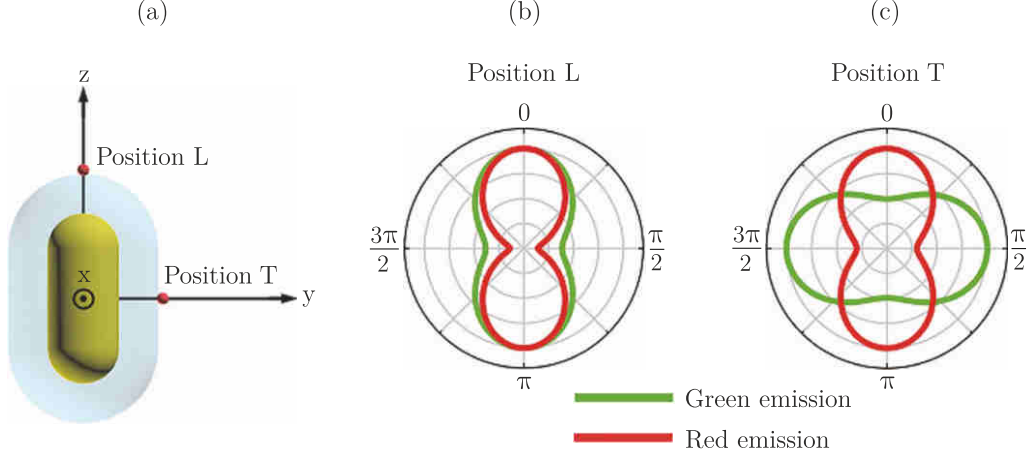 (a)
z
Position L
x
Position T
y
(b)
Position L
0
3π
2
π
2
π
(c)
Position T
0
3π
2
π
2
π
Green emission
Red emission